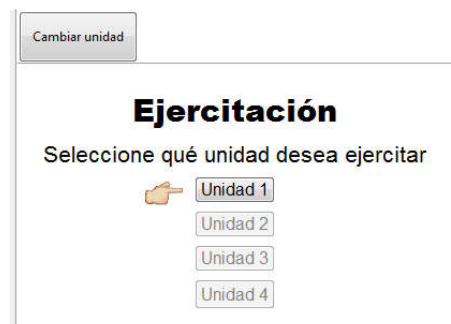 Cambiar unidad
Ejercitación
Seleccione qué unidad desea ejercitar
Unidad 1
Unidad 2
Unidad 3
Unidad 4